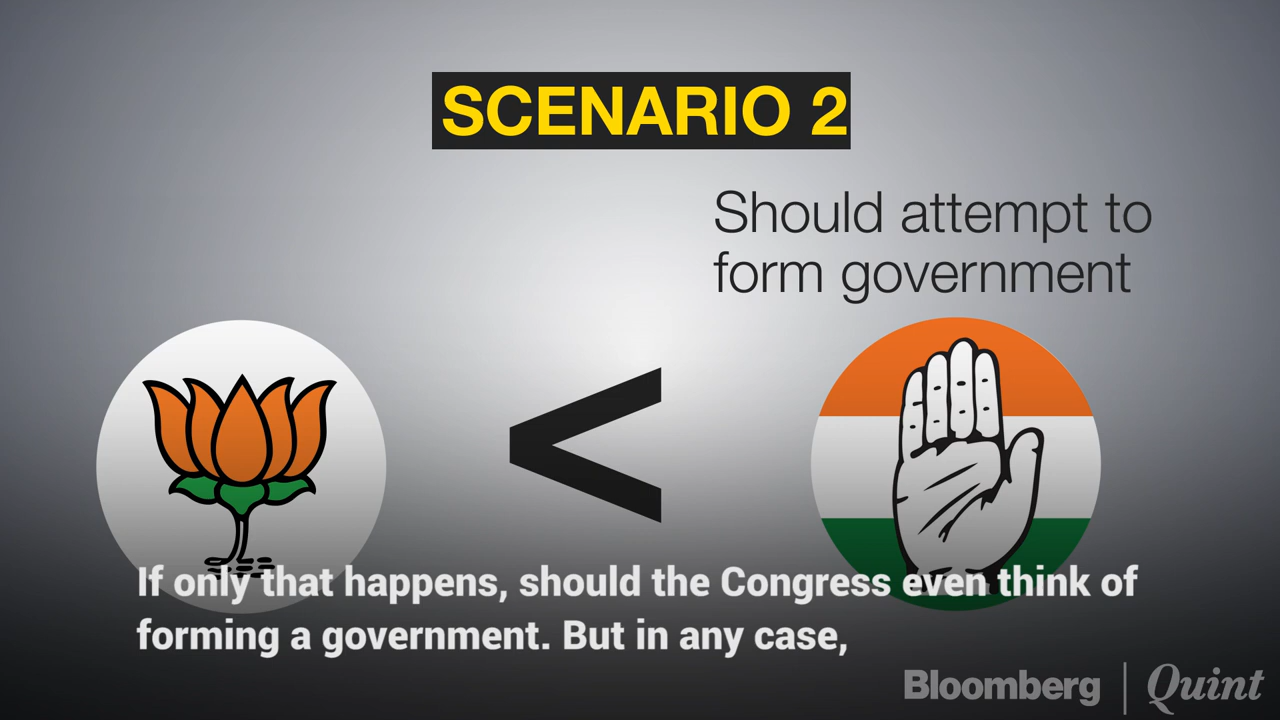 SCENARIO 2
Should attempt to
form government
<
If only that happens, should the Congress even think of
forming a government. But in any case,
Bloomberg | Quint